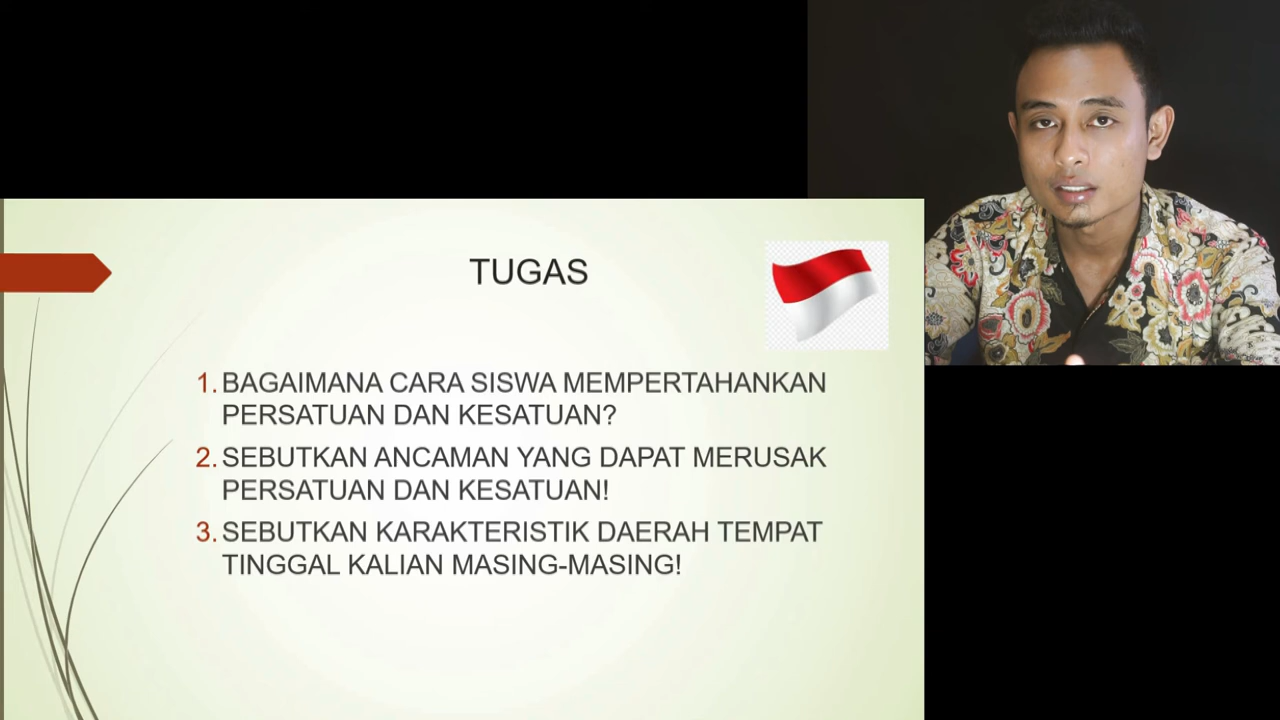 TUGAS
1. BAGAIMANA CARA SISWA MEMPERTAHANKAN
PERSATUAN DAN KESATUAN?
2. SEBUTKAN ANCAMAN YANG DAPAT MERUSAK
PERSATUAN DAN KESATUAN!
3. SEBUTKAN KARAKTERISTIK DAERAH TEMPAT
TINGGAL KALIAN MASING-MASING!